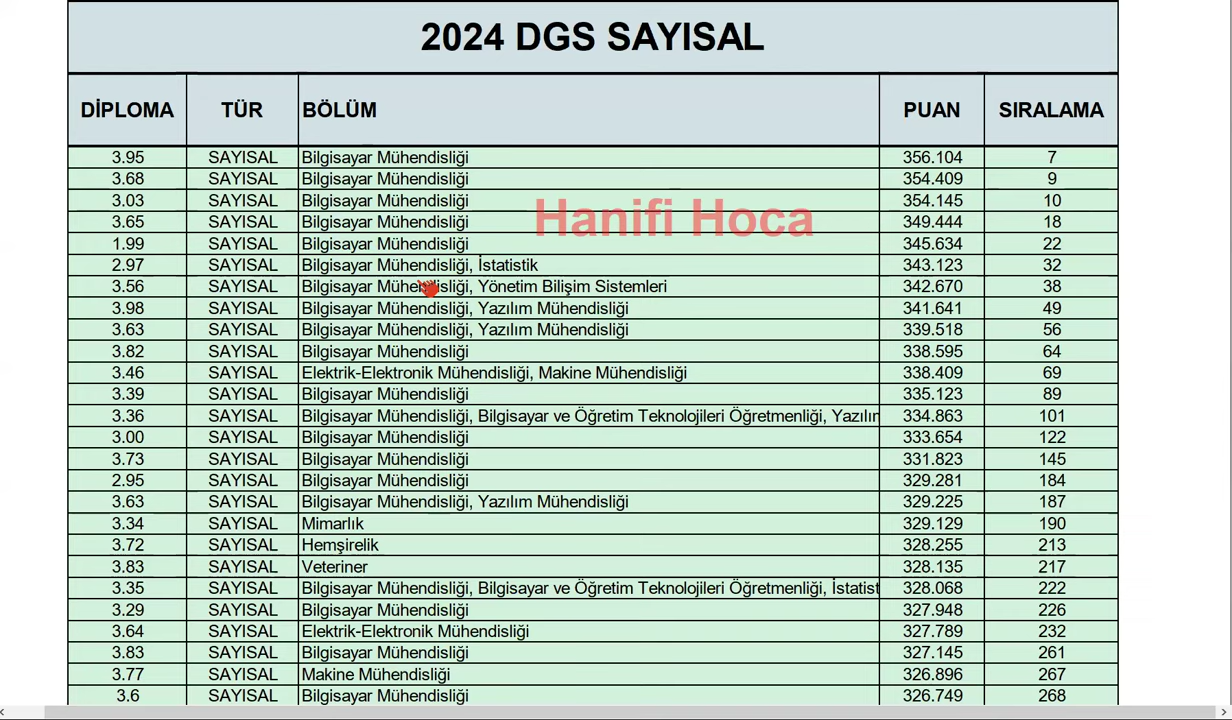 2024 DGS SAYISAL
DİPLOMA TÜR BÖLÜM PUAN SIRALAMA
3.95 SAYISAL Bilgisayar Mühendisliği 356.104 7
3.68 SAYISAL Bilgisayar Mühendisliği 354.409 9
3.03 SAYISAL Bilgisayar Mühendisliği 354.145 10
Hanifi Hoca
3.65 SAYISAL Bilgisayar Mühendisliği 349.444 18
1.99 SAYISAL Bilgisayar Mühendisliği 345.634 22
2.97 SAYISAL Bilgisayar Mühendisliği, İstatistik 343.123 32
3.56 SAYISAL Bilgisayar Mühendisliği, Yönetim Bilişim Sistemleri 342.670 38
3.98 SAYISAL Bilgisayar Mühendisliği, Yazılım Mühendisliği 341.641 49
3.63 SAYISAL Bilgisayar Mühendisliği, Yazılım Mühendisliği 339.518 56
3.82 SAYISAL Bilgisayar Mühendisliği 338.595 64
3.46 SAYISAL Elektrik-Elektronik Mühendisliği, Makine Mühendisliği 338.409 69
3.39 SAYISAL Bilgisayar Mühendisliği 335.123 89
3.36 SAYISAL Bilgisayar Mühendisliği, Bilgisayar ve Öğretim Teknolojileri Öğretmenliği, Yazılır 334.863 101
3.00 SAYISAL Bilgisayar Mühendisliği 333.654 122
3.73 SAYISAL Bilgisayar Mühendisliği 331.823 145
2.95 SAYISAL Bilgisayar Mühendisliği 329.281 184
3.63 SAYISAL Bilgisayar Mühendisliği, Yazılım Mühendisliği 329.225 187
3.34 SAYISAL Mimarlık 329.129 190
3.72 SAYISAL Hemşirelik 328.255 213
3.83 SAYISAL Veteriner 328.135 217
3.35 SAYISAL Bilgisayar Mühendisliği, Bilgisayar ve Öğretim Teknolojileri Öğretmenliği, İstatist 328.068 222
3.29 SAYISAL Bilgisayar Mühendisliği 327.948 226
3.64 SAYISAL Elektrik-Elektronik Mühendisliği 327.789 232
3.83 SAYISAL Bilgisayar Mühendisliği 327.145 261
3.77 SAYISAL Makine Mühendisliği 326.896 267
3.6 SAYISAL Bilgisayar Mühendisliği 326.749 268